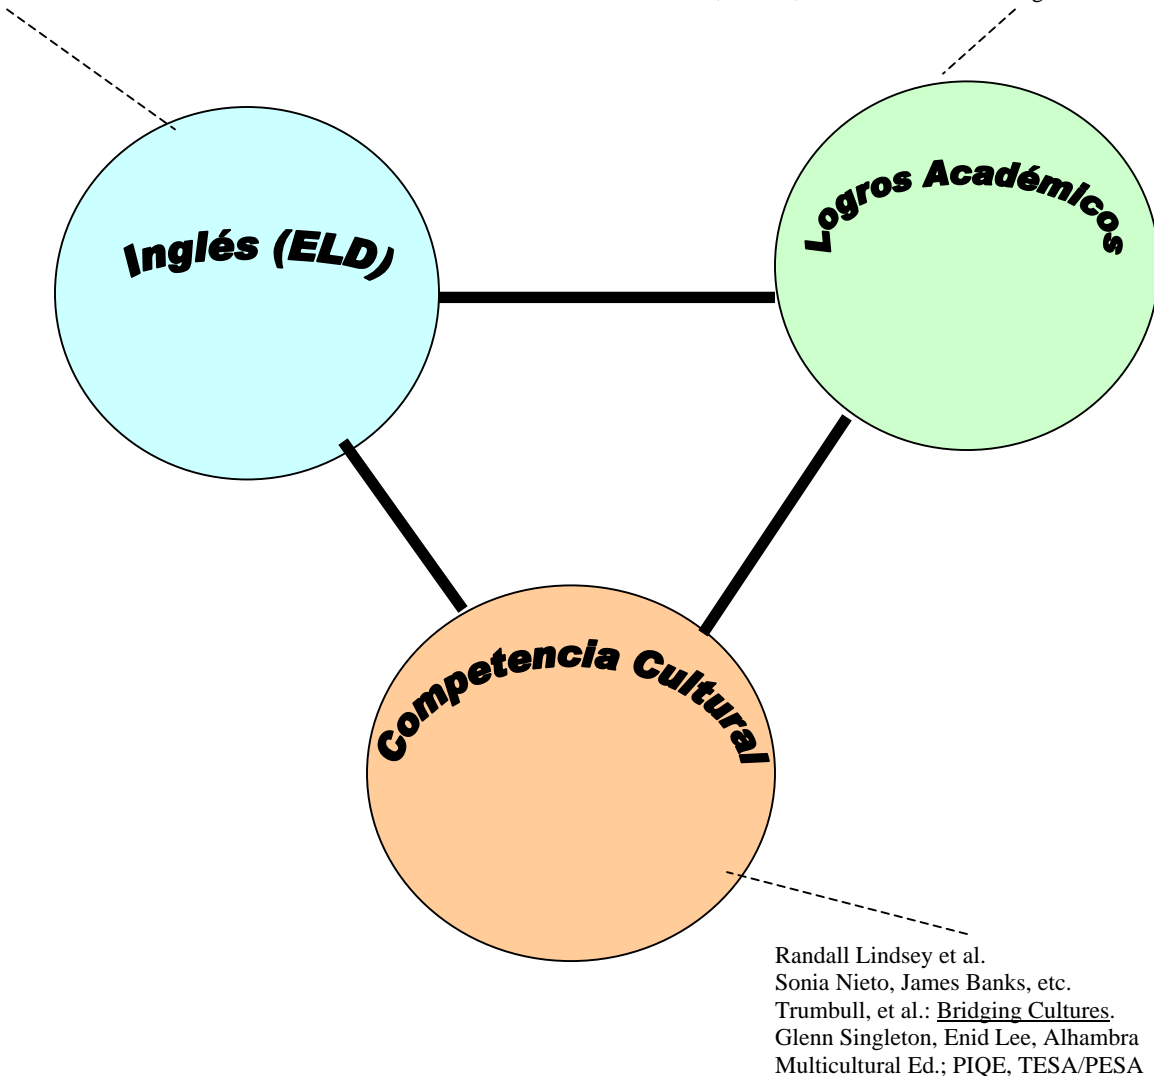 Inglés (ELD)
Logros Académicos
Competencia Cultural
Randall Lindsey et al.
Sonia Nieto, James Banks, etc.
Trumbull, et al.: Bridging Cultures.
Glenn Singleton, Enid Lee, Alhambra
Multicultural Ed.; PIQE, TESA/PESA